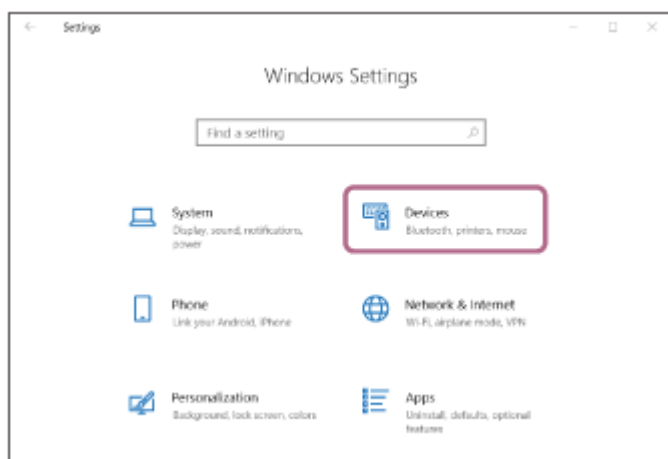 Settings
Windows Settings
Find a setting
System
Display, sound, notifications,
power
Devices
Bluetooth, printers, mouse
Phone
Link your Android, iPhone
Network & Internet
Wi-Fi, airplane mode, VPN
Personalization
Background, lock screen, colors
Apps
Uninstall, defaults, optional
features